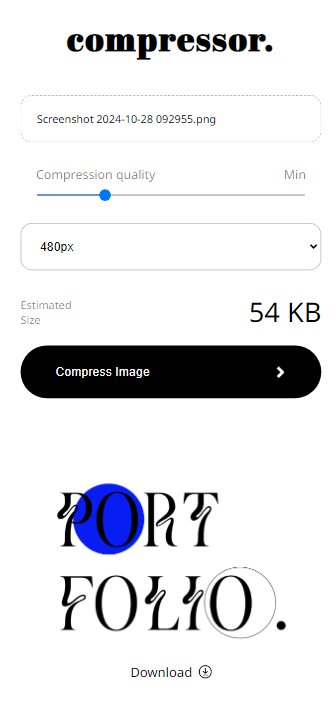 compressor.
Screenshot 2024-10-28 092955.png
Compression quality Min
480px
Estimated
Size
54 KB
Compress Image
PORT
FOLIO.
Download